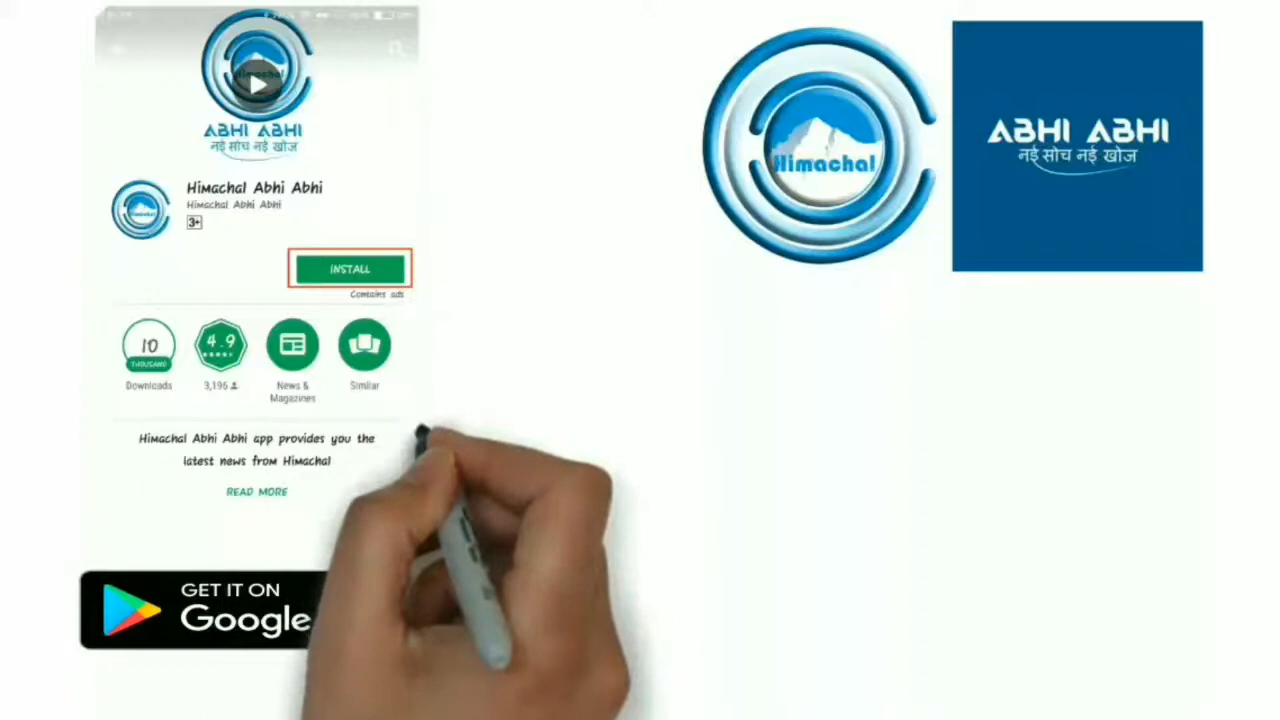 Himachal
ABHI ABHI
नई सोच नई खोज
Himachal Abhi Abhi
Himachal Abhi Abhi
3+
INSTALL
Contains ads
10
THOUSAND
Downloads
4.9
3,196
News &
Magazines
Similar
Himachal Abhi Abhi app provides you the
latest news from Himachal
READ MORE
GET IT ON
Google
Himachal
ABHI ABHI
नई सोच नई खोज